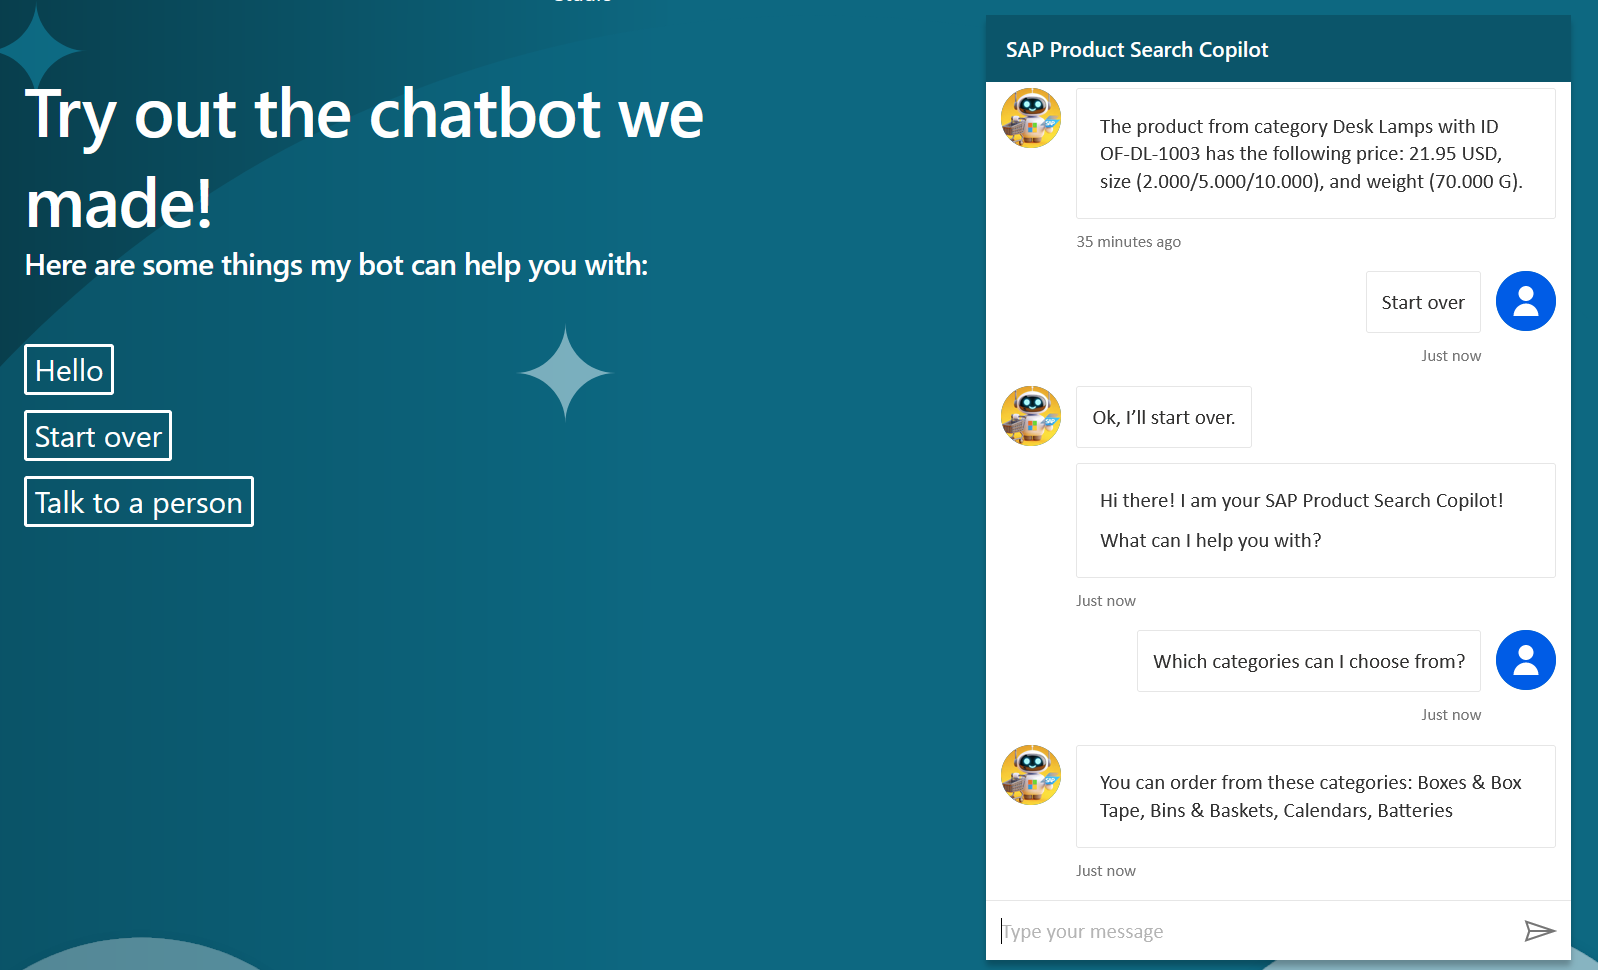 Try out the chatbot we
made!
Here are some things my bot can help you with:
Hello
Start over
Talk to a person
SAP Product Search Copilot
The product from category Desk Lamps with ID
OF-DL-1003 has the following price: 21.95 USD,
size (2.000/5.000/10.000), and weight (70.000 G).
35 minutes ago
Start over
Just now
Ok, I’ll start over.
Hi there! I am your SAP Product Search Copilot!
What can I help you with?
Just now
Which categories can I choose from?
Just now
You can order from these categories: Boxes & Box
Tape, Bins & Baskets, Calendars, Batteries
Just now
Type your message